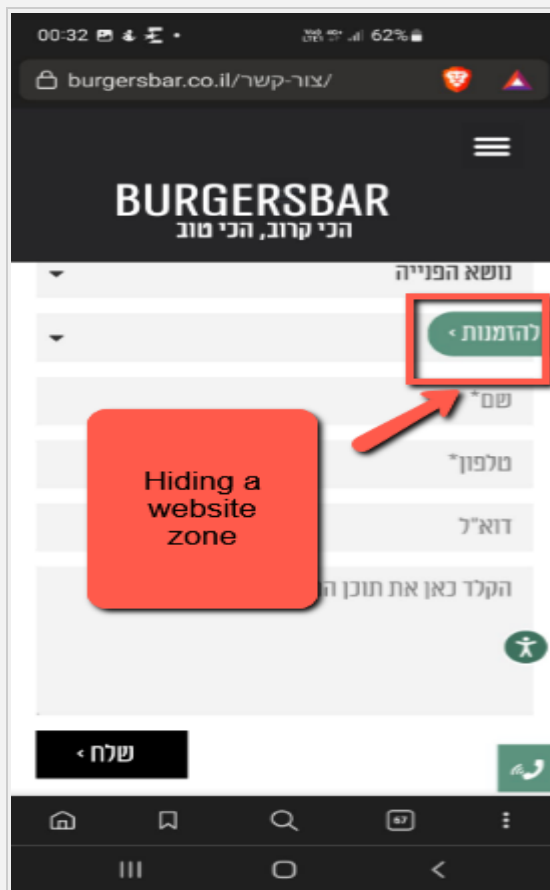 00:32
62%
burgersbar.co.il/צור-קשר/
BURGERSBAR
הכי קרוב, הכי טוב
נושא הפנייה
להזמנות >
שם*
טלפון*
Hiding a
website
zone
דוא"ל
הקלד כאן את תוכן
שלח >
67